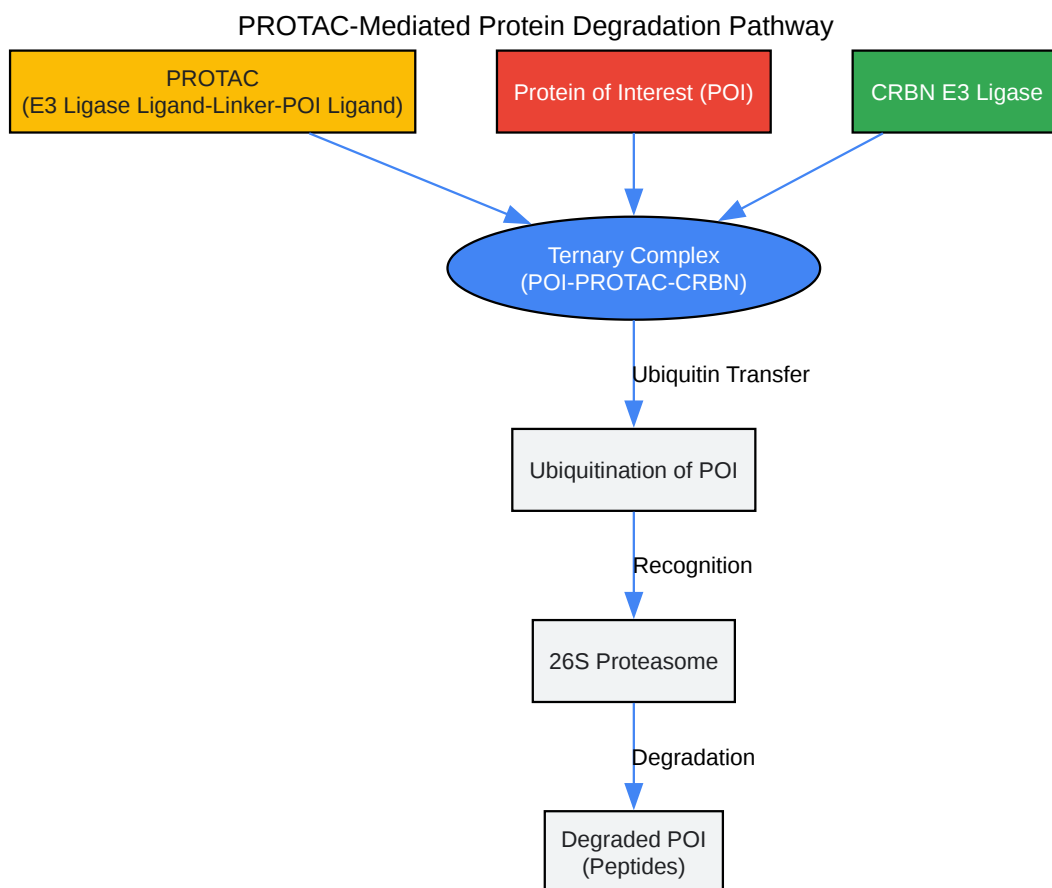 PROTAC-Mediated Protein Degradation Pathway
PROTAC
(E3 Ligase Ligand-Linker-POI Ligand)
Protein of Interest (POI)
CRBN E3 Ligase
Ternary Complex
(POI-PROTAC-CRBN)
Ubiquitin Transfer
Ubiquitination of POI
Recognition
26S Proteasome
Degradation
Degraded POI
(Peptides)